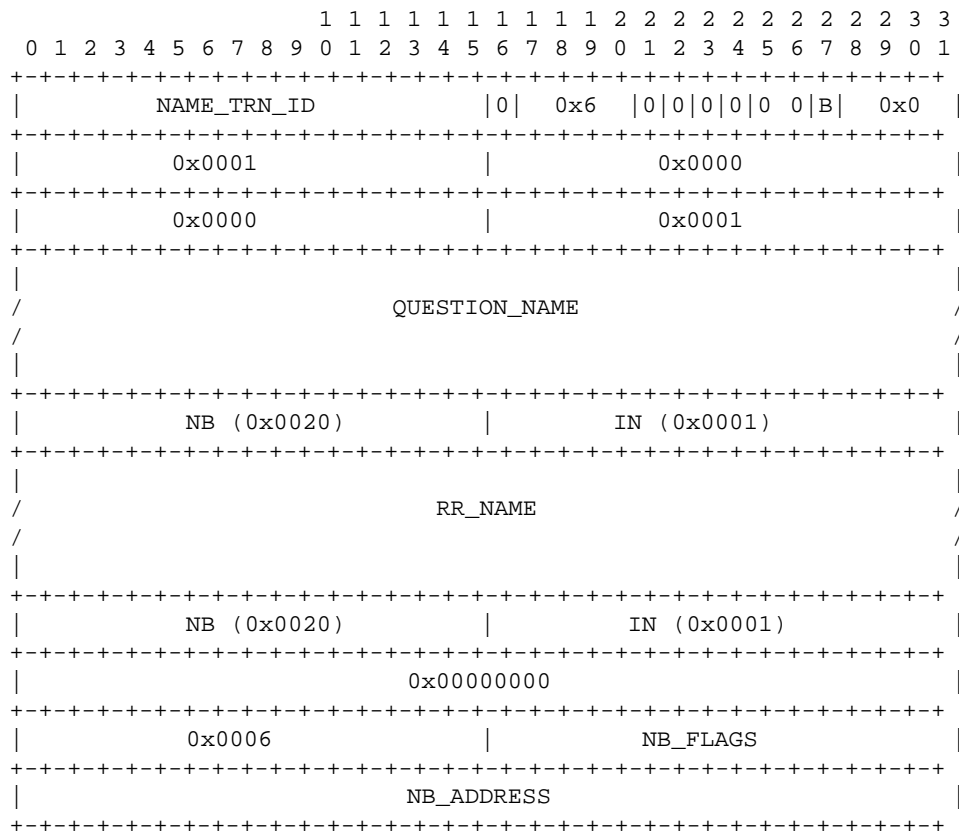 1 1 1 1 1 1 1 1 1 1 2 2 2 2 2 2 2 2 2 2 3 3
 0 1 2 3 4 5 6 7 8 9 0 1 2 3 4 5 6 7 8 9 0 1 2 3 4 5 6 7 8 9 0 1
+-+-+-+-+-+-+-+-+-+-+-+-+-+-+-+-+-+-+-+-+-+-+-+-+-+-+-+-+-+-+-+-+
|         NAME_TRN_ID           |0|  0x6  |0|0|0|0|0 0|B|  0x0  |
+-+-+-+-+-+-+-+-+-+-+-+-+-+-+-+-+-+-+-+-+-+-+-+-+-+-+-+-+-+-+-+-+
|          0x0001               |           0x0000              |
+-+-+-+-+-+-+-+-+-+-+-+-+-+-+-+-+-+-+-+-+-+-+-+-+-+-+-+-+-+-+-+-+
|          0x0000               |           0x0001              |
+-+-+-+-+-+-+-+-+-+-+-+-+-+-+-+-+-+-+-+-+-+-+-+-+-+-+-+-+-+-+-+-+
|                                                               |
/                         QUESTION_NAME                         /
/                                                               /
|                                                               |
+-+-+-+-+-+-+-+-+-+-+-+-+-+-+-+-+-+-+-+-+-+-+-+-+-+-+-+-+-+-+-+-+
|           NB (0x0020)         |        IN (0x0001)            |
+-+-+-+-+-+-+-+-+-+-+-+-+-+-+-+-+-+-+-+-+-+-+-+-+-+-+-+-+-+-+-+-+
|                                                               |
/                            RR_NAME                            /
/                                                               /
|                                                               |
+-+-+-+-+-+-+-+-+-+-+-+-+-+-+-+-+-+-+-+-+-+-+-+-+-+-+-+-+-+-+-+-+
|           NB (0x0020)         |         IN (0x0001)           |
+-+-+-+-+-+-+-+-+-+-+-+-+-+-+-+-+-+-+-+-+-+-+-+-+-+-+-+-+-+-+-+-+
|                          0x00000000                           |
+-+-+-+-+-+-+-+-+-+-+-+-+-+-+-+-+-+-+-+-+-+-+-+-+-+-+-+-+-+-+-+-+
|           0x0006              |          NB_FLAGS             |
+-+-+-+-+-+-+-+-+-+-+-+-+-+-+-+-+-+-+-+-+-+-+-+-+-+-+-+-+-+-+-+-+
|                          NB_ADDRESS                           |
+-+-+-+-+-+-+-+-+-+-+-+-+-+-+-+-+-+-+-+-+-+-+-+-+-+-+-+-+-+-+-+-+